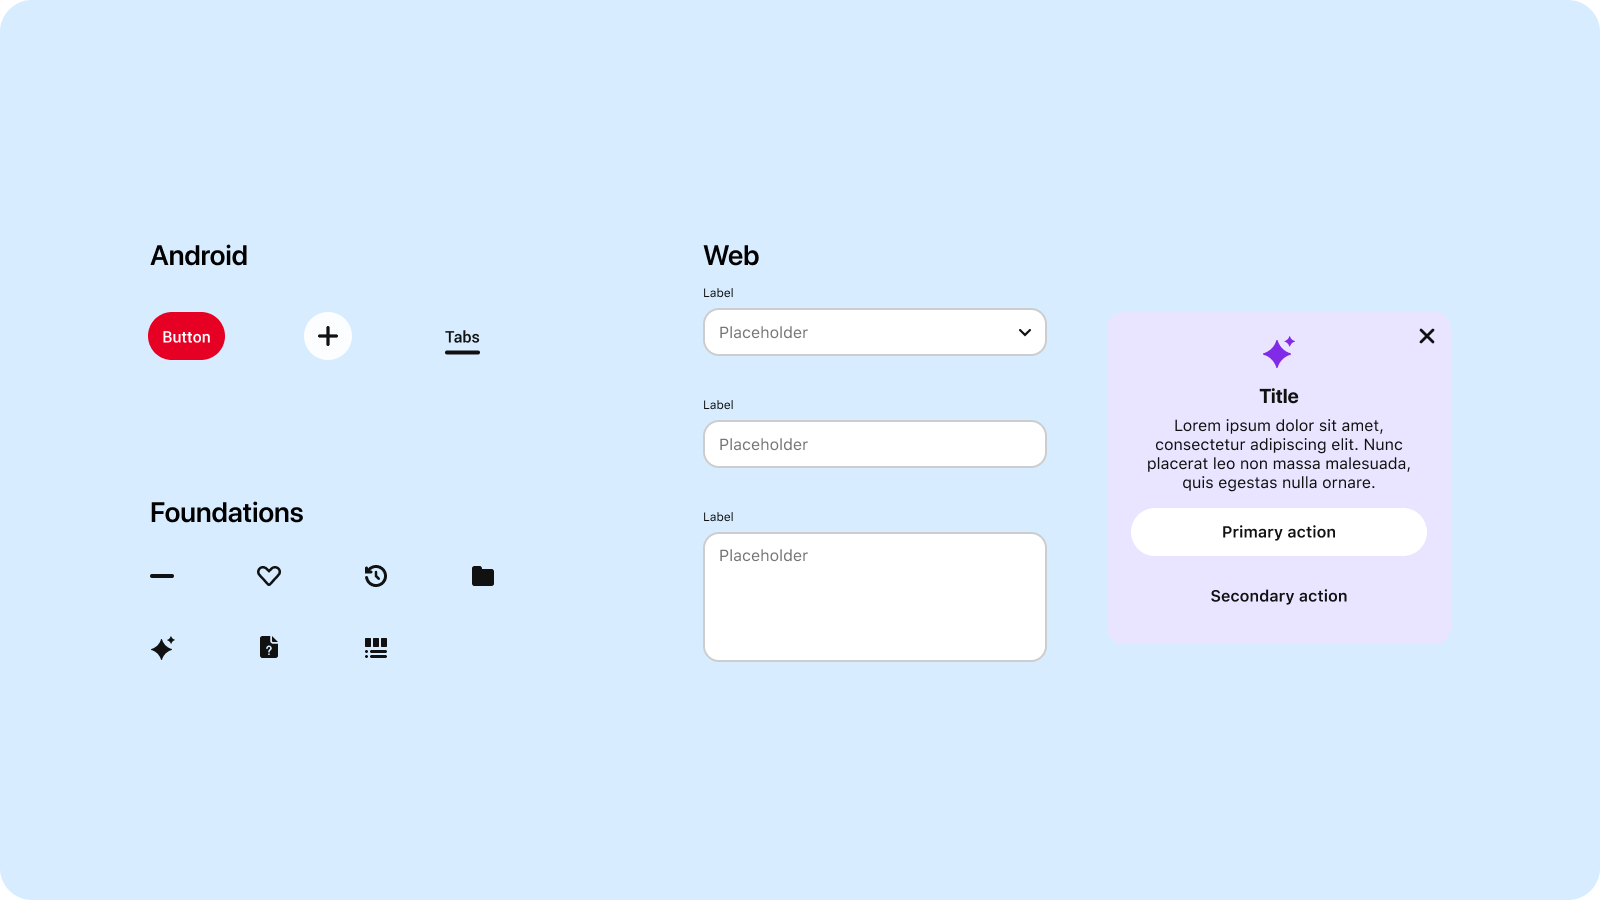 Android
Button
Tabs
Foundations
?
Web
Label
Placeholder
Label
Placeholder
Label
Placeholder
Title
Lorem ipsum dolor sit amet,
consectetur adipiscing elit. Nunc
placerat leo non massa malesuada,
quis egestas nulla ornare.
Primary action
Secondary action